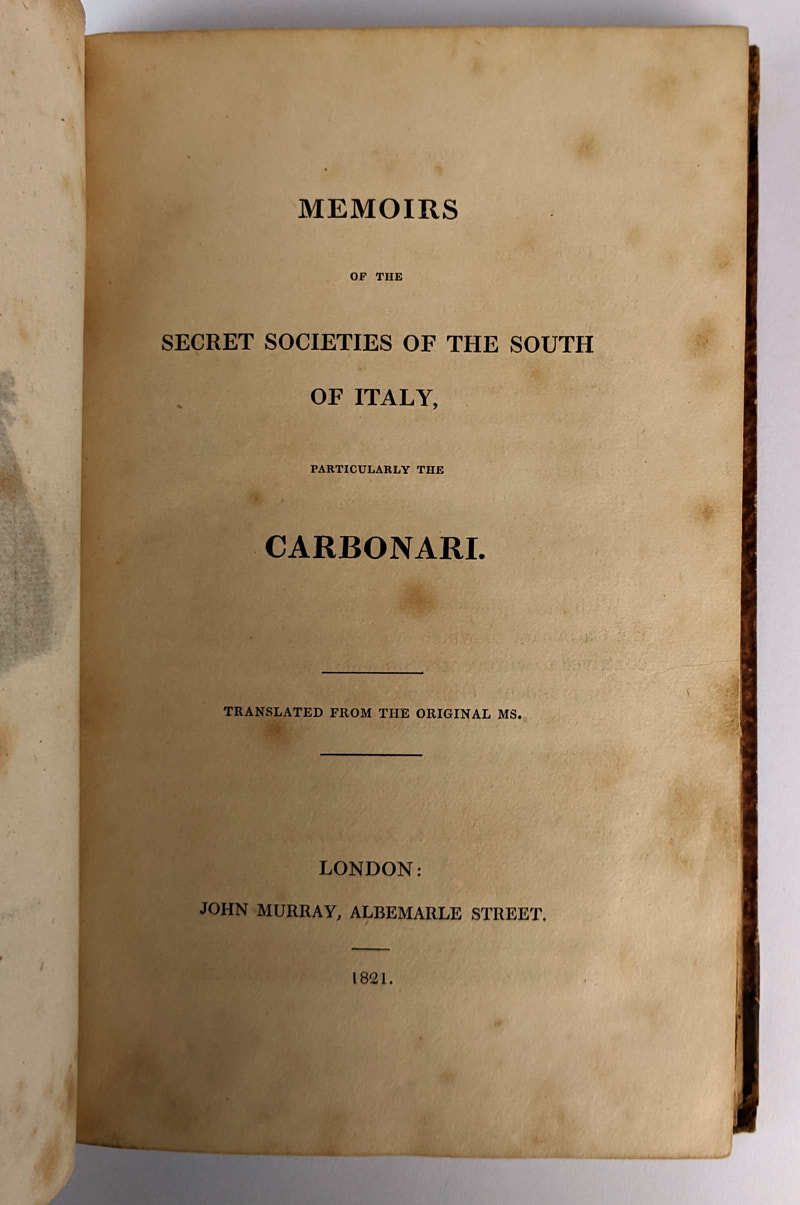 MEMOIRS
OF THE
SECRET SOCIETIES OF THE SOUTH
OF ITALY,
PARTICULARLY THE
CARBONARI.
TRANSLATED FROM THE ORIGINAL MS.
LONDON:
JOHN MURRAY, ALBEMARLE STREET.
1821.